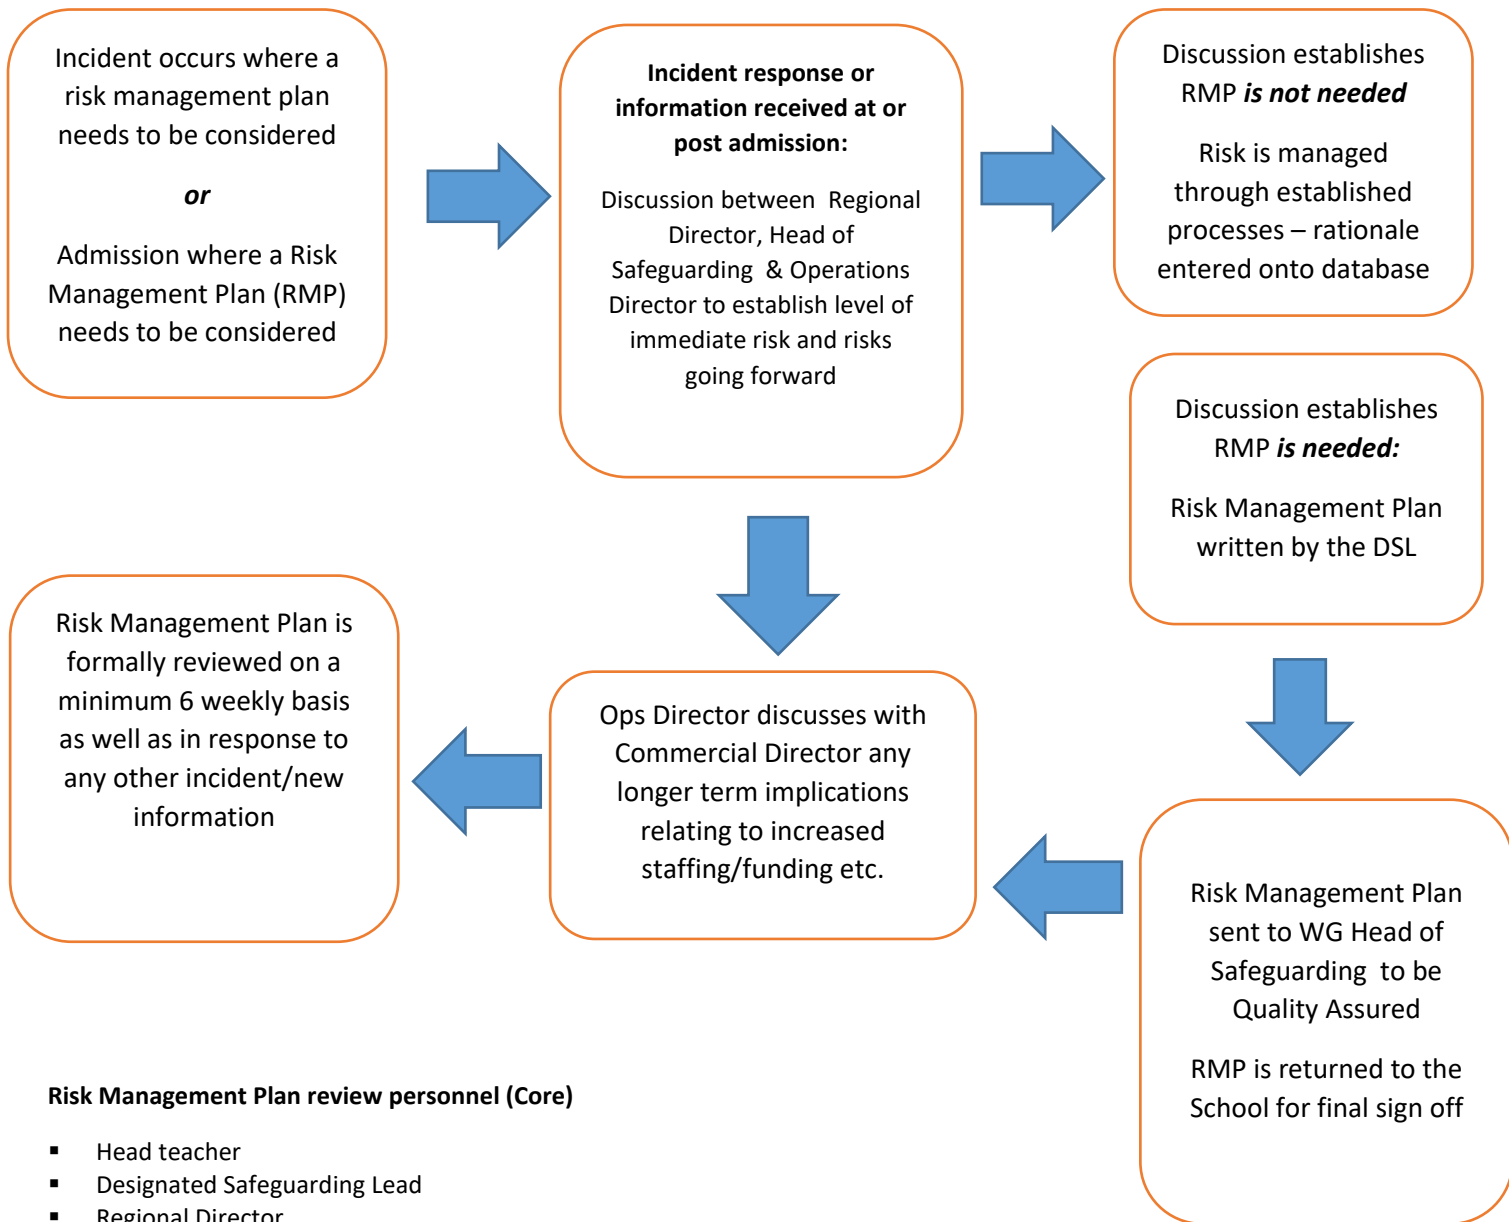 Incident occurs where a
risk management plan
needs to be considered
or
Admission where a Risk
Management Plan (RMP)
needs to be considered
Incident response or
information received at or
post admission:
Discussion between Regional
Director, Head of
Safeguarding & Operations
Director to establish level of
immediate risk and risks
going forward
Discussion establishes
RMP is not needed
Risk is managed
through established
processes – rationale
entered onto database
Discussion establishes
RMP is needed:
Risk Management Plan
written by the DSL
Risk Management Plan is
formally reviewed on a
minimum 6 weekly basis
as well as in response to
any other incident/new
information
Ops Director discusses with
Commercial Director any
longer term implications
relating to increased
staffing/funding etc.
Risk Management Plan
sent to WG Head of
Safeguarding to be
Quality Assured
RMP is returned to the
School for final sign off
Risk Management Plan review personnel (Core)
▪ Head teacher
▪ Designated Safeguarding Lead
▪ Regional Director